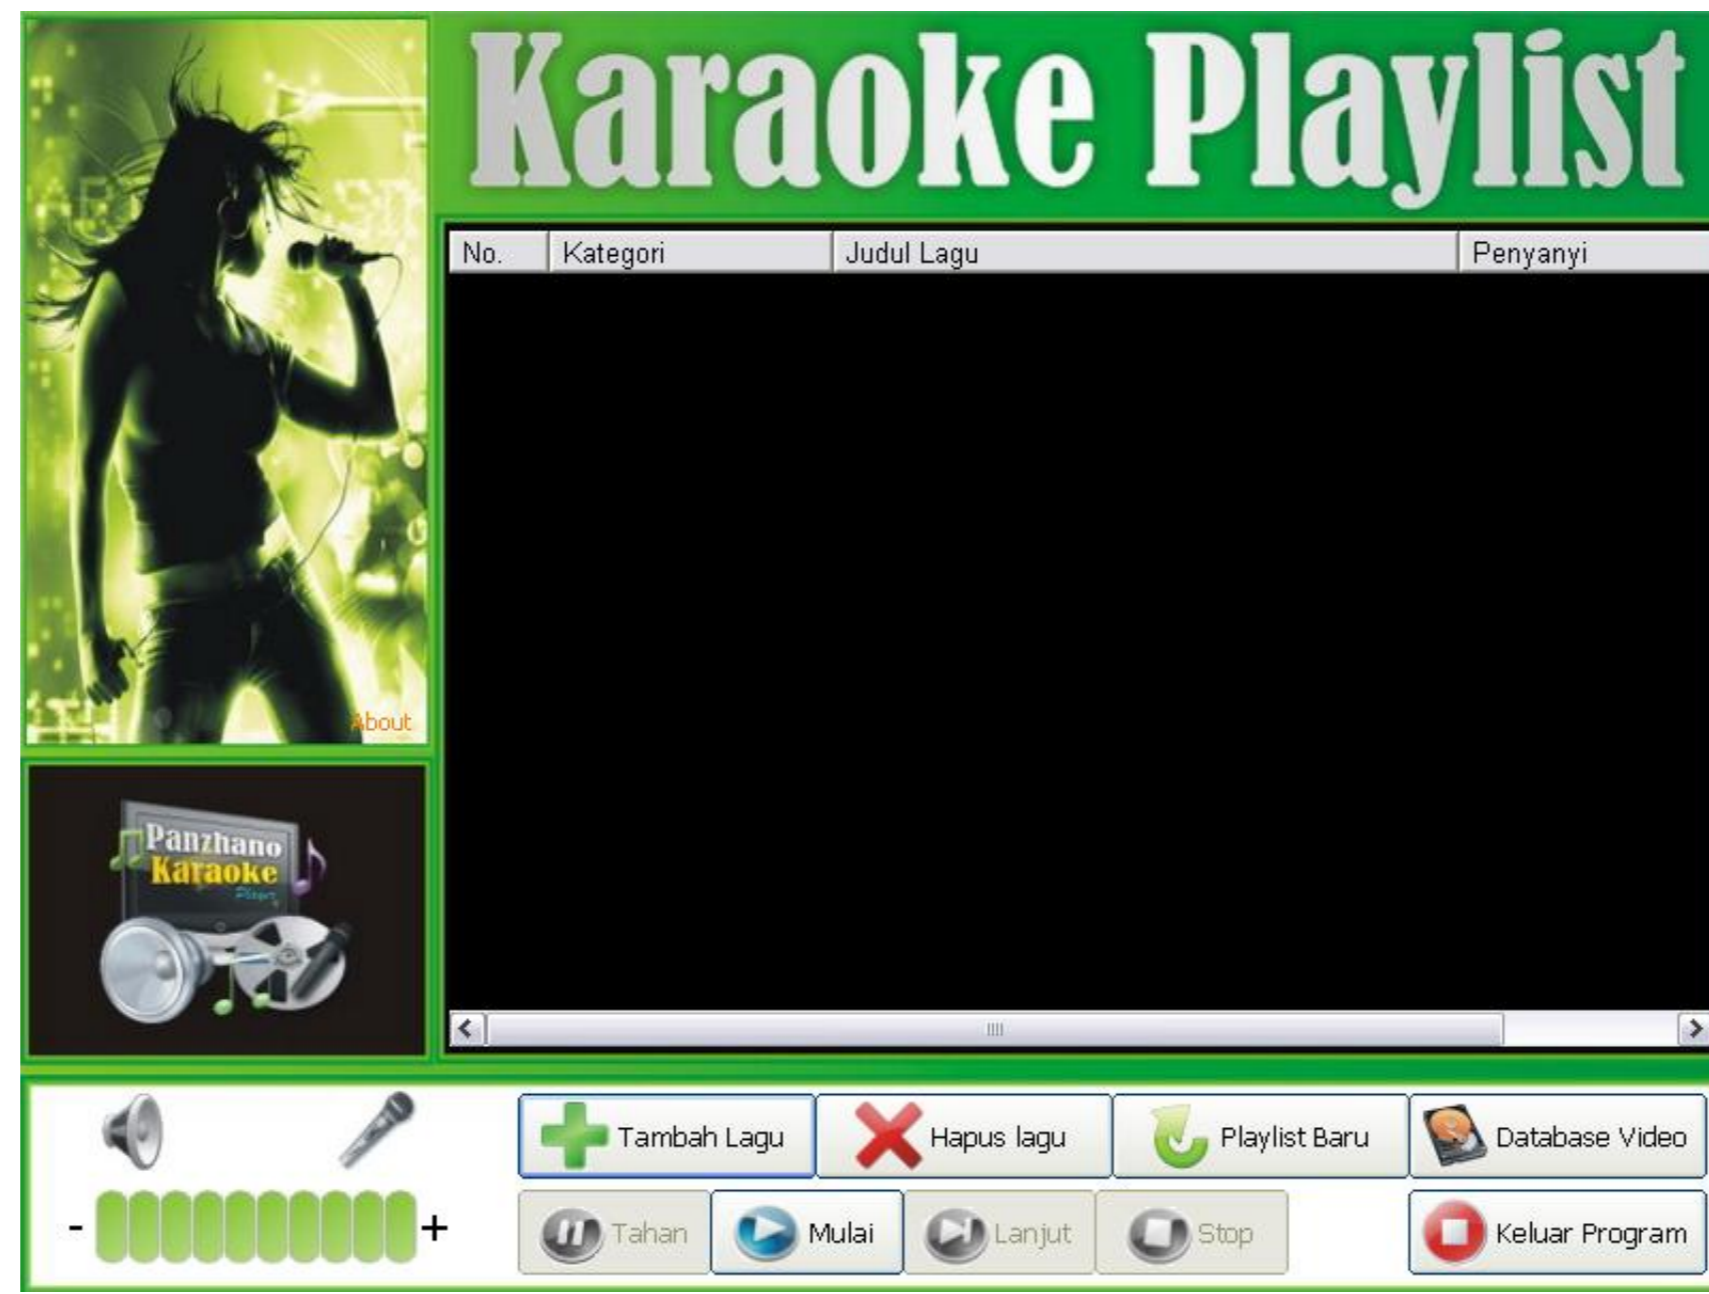 Karaoke Playlist
No. Kategori Judul Lagu Penyanyi
About
Panzhano
Karaoke
Player
Tambah Lagu Hapus lagu Playlist Baru Database Video
- +
Tahan Mulai Lanjut Stop Keluar Program